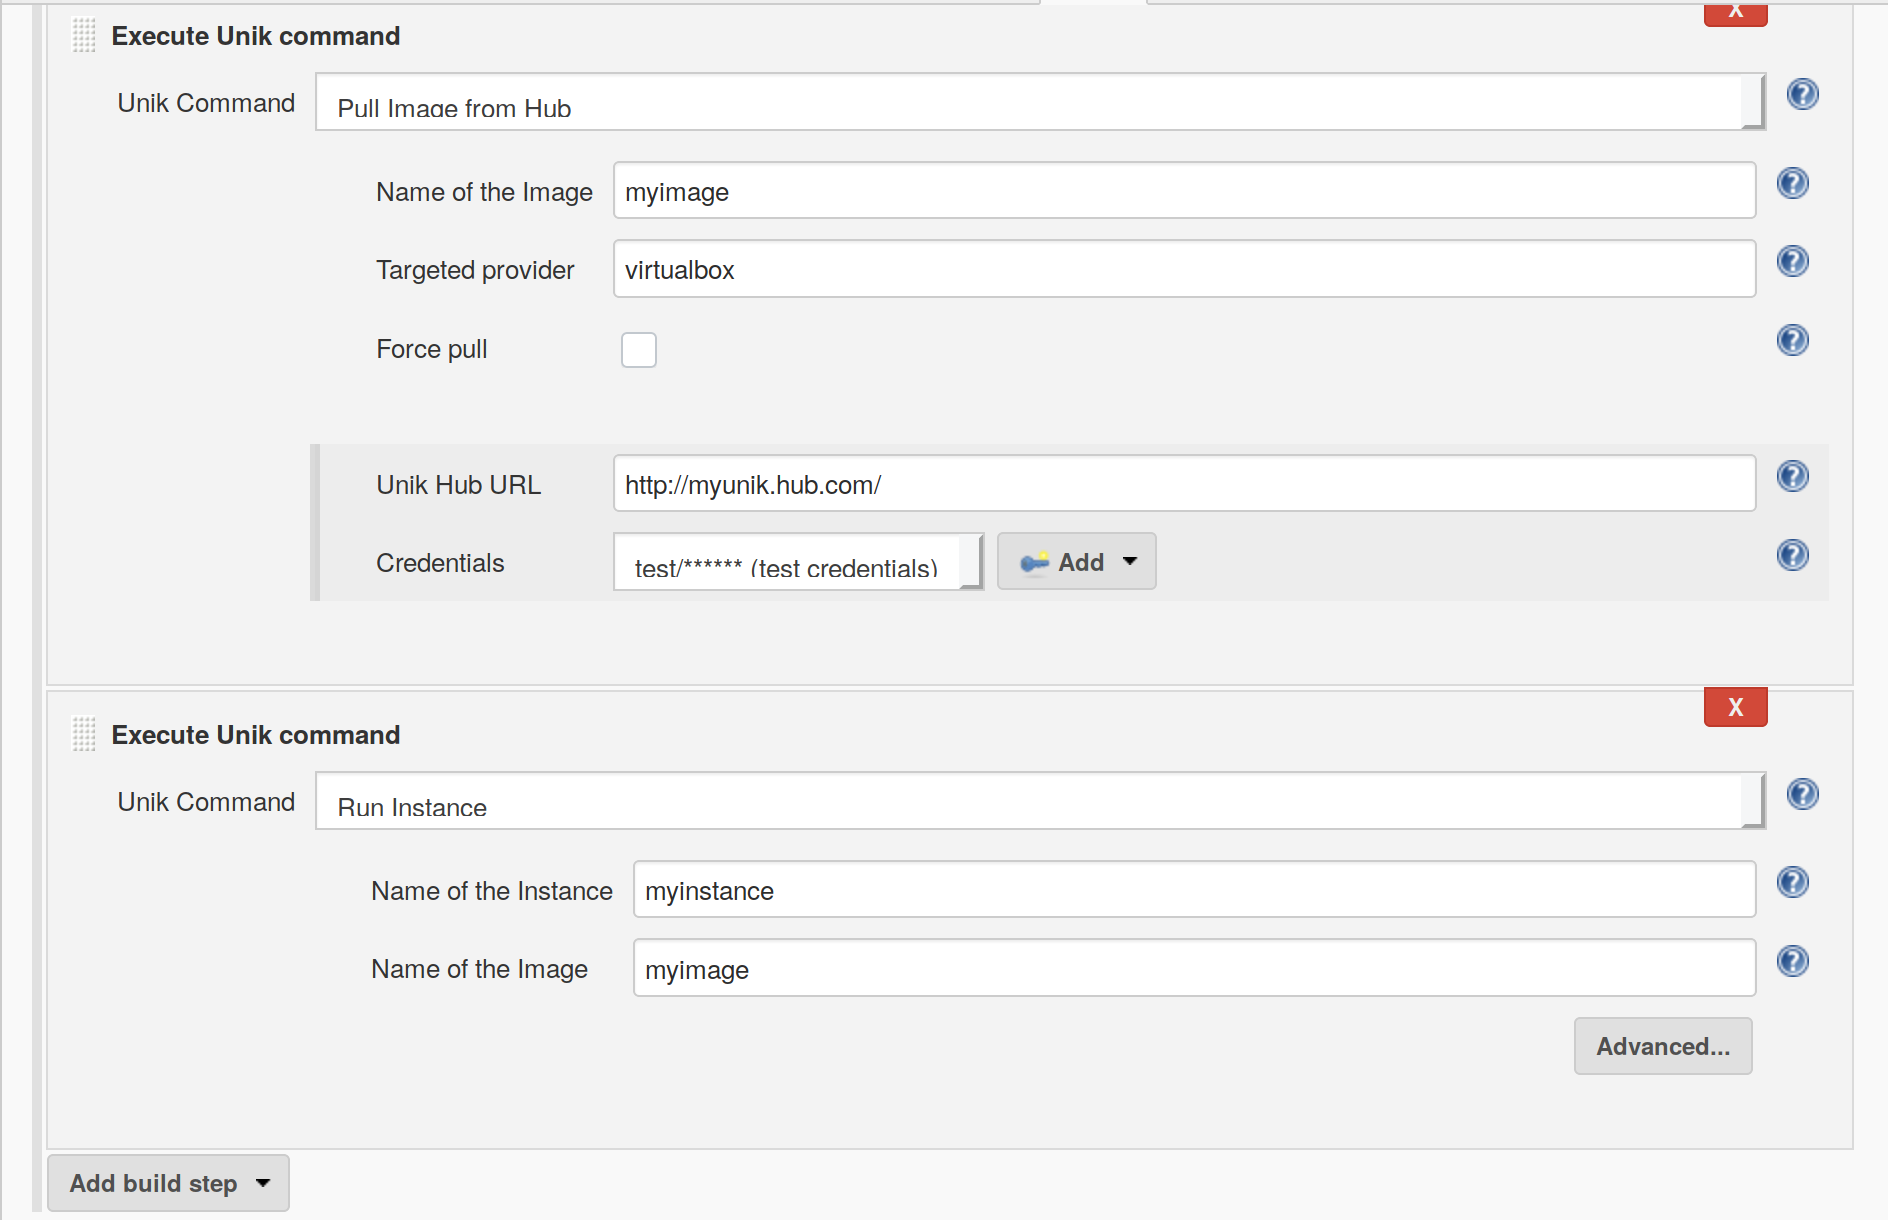 X
Execute Unik command
Unik Command Pull Image from Hub
Name of the Image myimage
Targeted provider virtualbox
Force pull
Unik Hub URL http://myunik.hub.com/
Credentials test/****** (test credentials) Add
X
Execute Unik command
Unik Command Run Instance
Name of the Instance myinstance
Name of the Image myimage
Advanced...
Add build step